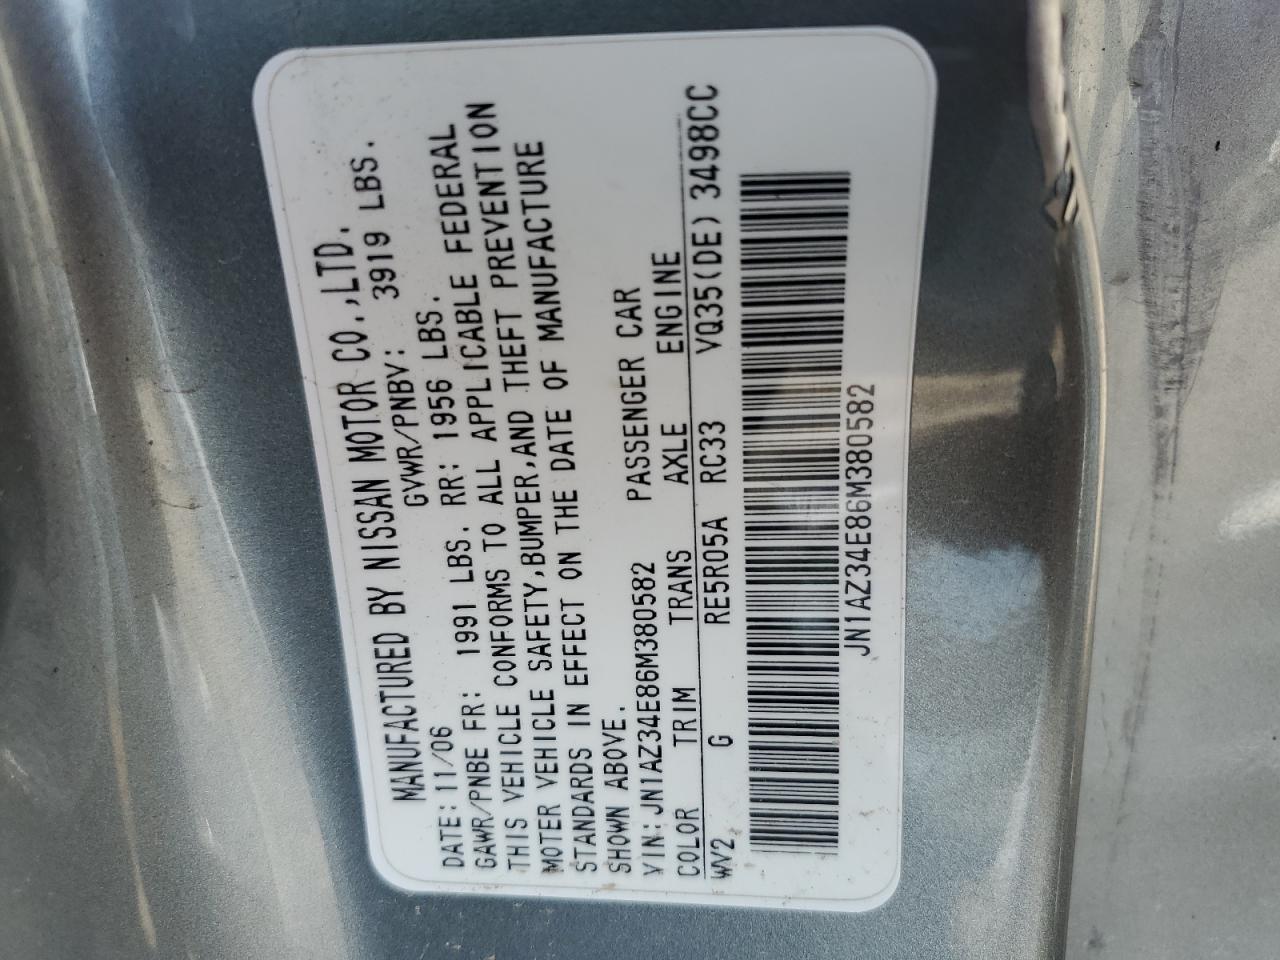 MANUFACTURED BY NISSAN MOTOR CO.,LTD.
DATE: 11/06 GVWR/PNBV: 3919 LBS.
GAWR/PNBE FR: 1991 LBS. RR: 1956 LBS.
THIS VEHICLE CONFORMS TO ALL APPLICABLE FEDERAL
MOTER VEHICLE SAFETY,BUMPER,AND THEFT PREVENTION
STANDARDS IN EFFECT ON THE DATE OF MANUFACTURE
SHOWN ABOVE.
VIN: JN1AZ34E86M380582 PASSENGER CAR
COLOR TRIM TRANS AXLE ENGINE
WV2 G RE5R05A RC33 VQ35(DE) 3498CC
JN1AZ34E86M380582